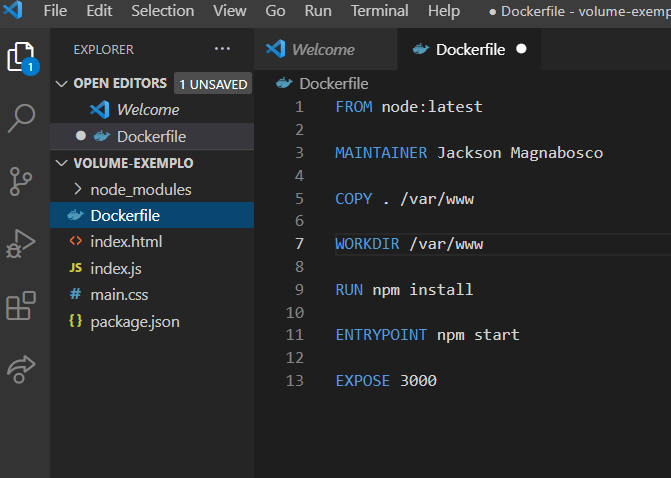 File Edit Selection View Go Run Terminal Help ● Dockerfile - volume-exemp
EXPLORER ...
OPEN EDITORS 1 UNSAVED
Welcome
Dockerfile
VOLUME-EXEMPLO
node_modules
Dockerfile
index.html
JS index.js
# main.css
{} package.json
1
Welcome
Dockerfile
Dockerfile
1 FROM node:latest
2
3 MAINTAINER Jackson Magnabosco
4
5 COPY . /var/www
6
7 WORKDIR /var/www
8
9 RUN npm install
10
11 ENTRYPOINT npm start
12
13 EXPOSE 3000